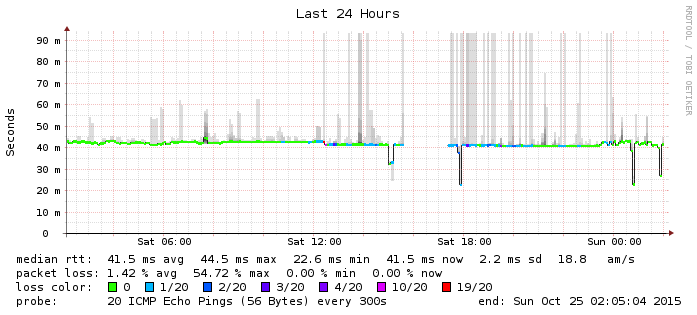 Last 24 Hours
RRDTOOL / TOBI OETIKER
Seconds
90 m
80 m
70 m
60 m
50 m
40 m
30 m
20 m
10 m
0
Sat 06:00 Sat 12:00 Sat 18:00 Sun 00:00
median rtt: 41.5 ms avg 44.5 ms max 22.6 ms min 41.5 ms now 2.2 ms sd 18.8 am/s
packet loss: 1.42 % avg 54.72 % max 0.00 % min 0.00 % now
loss color: 0 1/20 2/20 3/20 4/20 10/20 19/20
probe: 20 ICMP Echo Pings (56 Bytes) every 300s end: Sun Oct 25 02:05:04 2015